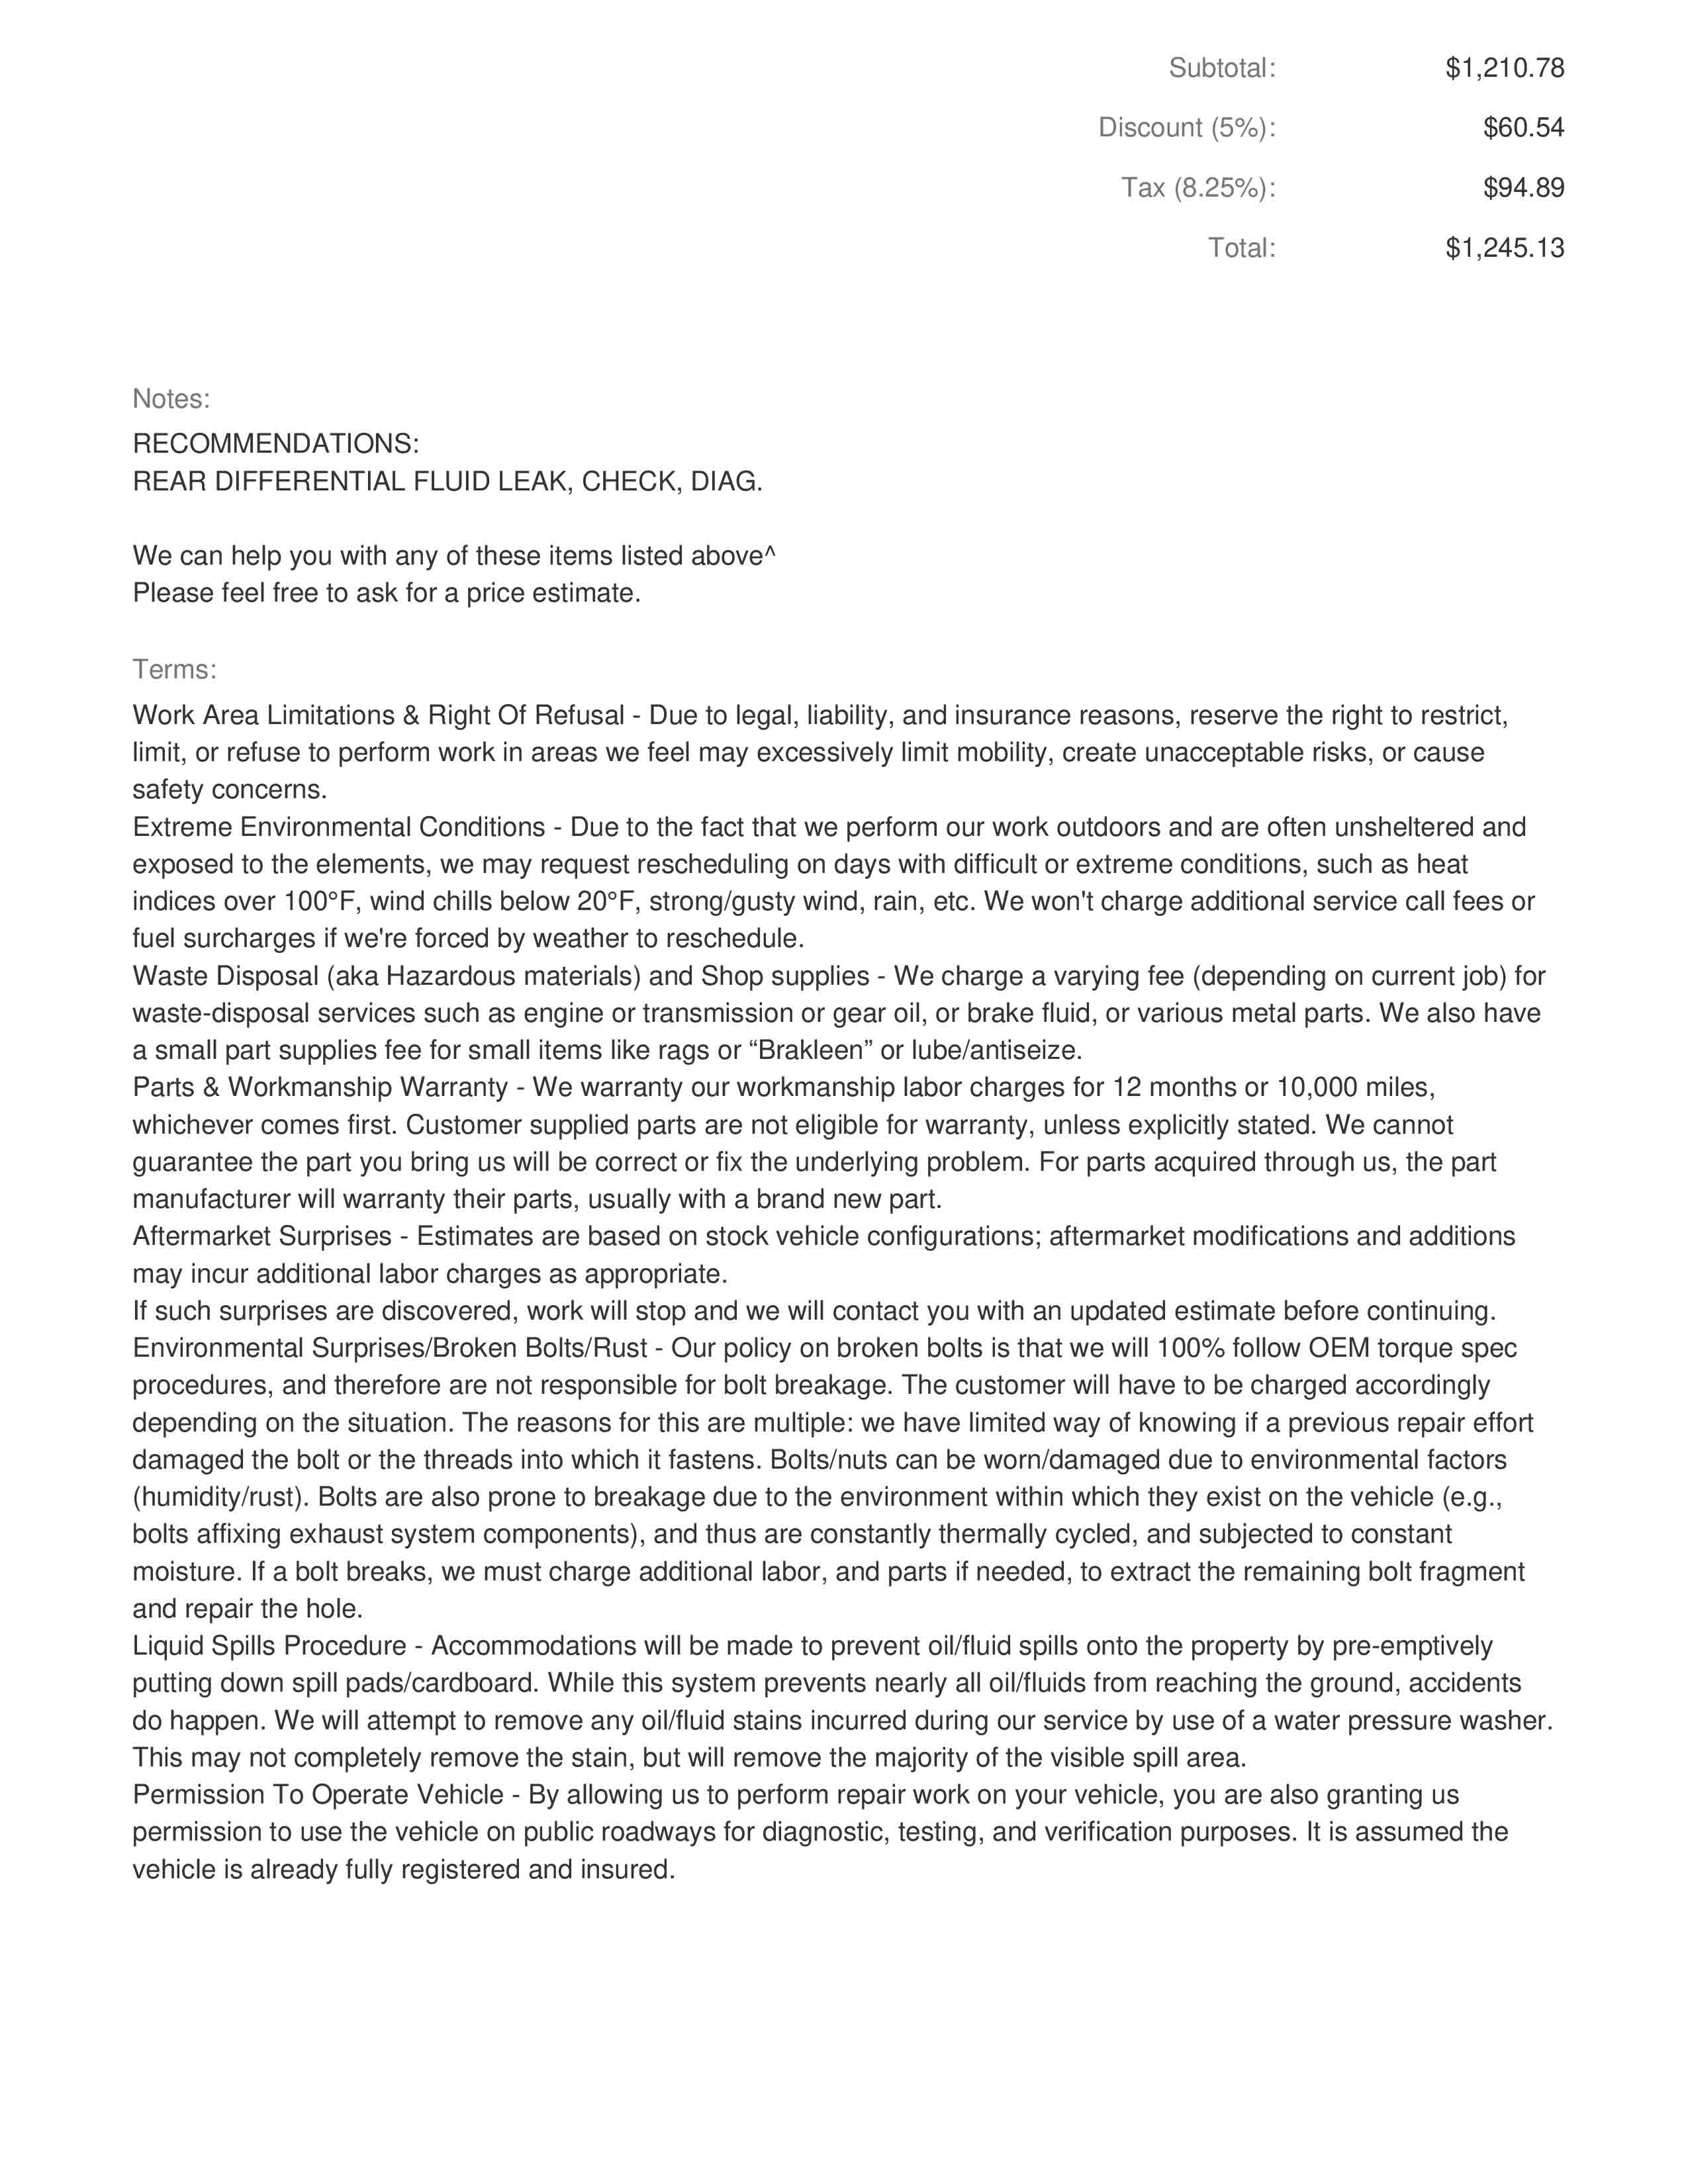 Subtotal: $1,210.78
Discount (5%): $60.54
Tax (8.25%): $94.89
Total: $1,245.13
Notes:
RECOMMENDATIONS:
REAR DIFFERENTIAL FLUID LEAK, CHECK, DIAG.
We can help you with any of these items listed above^
Please feel free to ask for a price estimate.
Terms:
Work Area Limitations & Right Of Refusal - Due to legal, liability, and insurance reasons, reserve the right to restrict,
limit, or refuse to perform work in areas we feel may excessively limit mobility, create unacceptable risks, or cause
safety concerns.
Extreme Environmental Conditions - Due to the fact that we perform our work outdoors and are often unsheltered and
exposed to the elements, we may request rescheduling on days with difficult or extreme conditions, such as heat
indices over 100°F, wind chills below 20°F, strong/gusty wind, rain, etc. We won't charge additional service call fees or
fuel surcharges if we're forced by weather to reschedule.
Waste Disposal (aka Hazardous materials) and Shop supplies - We charge a varying fee (depending on current job) for
waste-disposal services such as engine or transmission or gear oil, or brake fluid, or various metal parts. We also have
a small part supplies fee for small items like rags or “Brakleen” or lube/antiseize.
Parts & Workmanship Warranty - We warranty our workmanship labor charges for 12 months or 10,000 miles,
whichever comes first. Customer supplied parts are not eligible for warranty, unless explicitly stated. We cannot
guarantee the part you bring us will be correct or fix the underlying problem. For parts acquired through us, the part
manufacturer will warranty their parts, usually with a brand new part.
Aftermarket Surprises - Estimates are based on stock vehicle configurations; aftermarket modifications and additions
may incur additional labor charges as appropriate.
If such surprises are discovered, work will stop and we will contact you with an updated estimate before continuing.
Environmental Surprises/Broken Bolts/Rust - Our policy on broken bolts is that we will 100% follow OEM torque spec
procedures, and therefore are not responsible for bolt breakage. The customer will have to be charged accordingly
depending on the situation. The reasons for this are multiple: we have limited way of knowing if a previous repair effort
damaged the bolt or the threads into which it fastens. Bolts/nuts can be worn/damaged due to environmental factors
(humidity/rust). Bolts are also prone to breakage due to the environment within which they exist on the vehicle (e.g.,
bolts affixing exhaust system components), and thus are constantly thermally cycled, and subjected to constant
moisture. If a bolt breaks, we must charge additional labor, and parts if needed, to extract the remaining bolt fragment
and repair the hole.
Liquid Spills Procedure - Accommodations will be made to prevent oil/fluid spills onto the property by pre-emptively
putting down spill pads/cardboard. While this system prevents nearly all oil/fluids from reaching the ground, accidents
do happen. We will attempt to remove any oil/fluid stains incurred during our service by use of a water pressure washer.
This may not completely remove the stain, but will remove the majority of the visible spill area.
Permission To Operate Vehicle - By allowing us to perform repair work on your vehicle, you are also granting us
permission to use the vehicle on public roadways for diagnostic, testing, and verification purposes. It is assumed the
vehicle is already fully registered and insured.